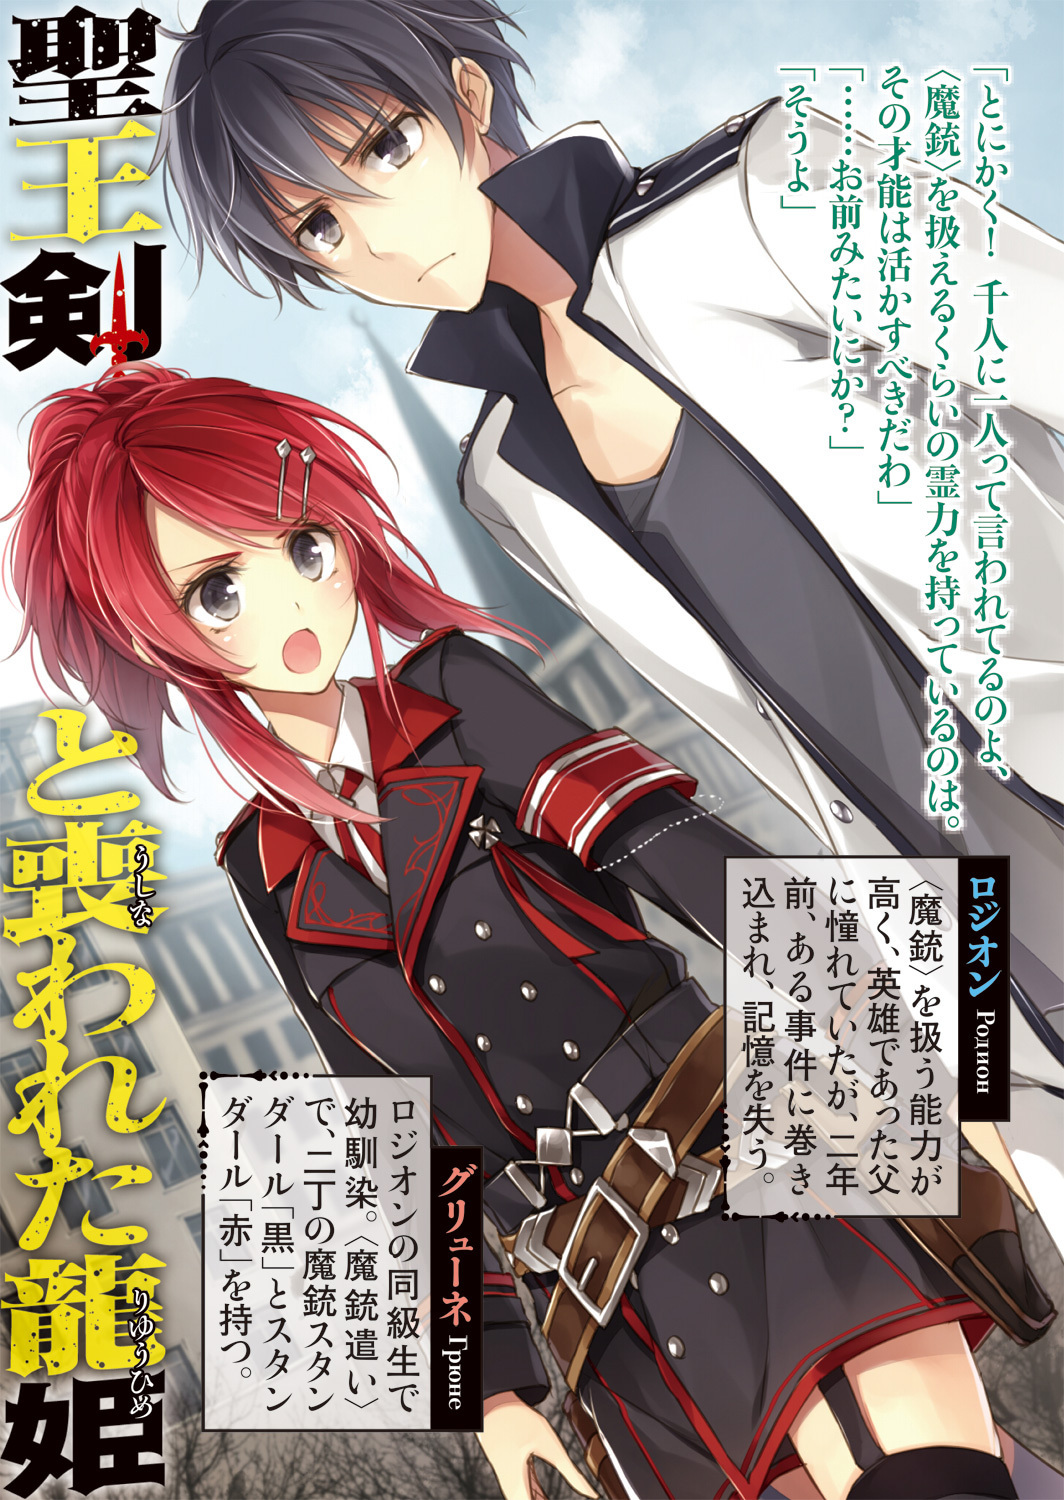 「とにかく！　千人に一人って言われてるのよ、
〈魔銃〉を扱えるくらいの霊力を持っているのは。
その才能は活かすべきだわ」
「……お前みたいにか？」
「そうよ」
ロジオン Родион
〈魔銃〉を扱う能力が
高く、英雄であった父
に憧れていたが、二年
前、ある事件に巻き
込まれ、記憶を失う。
グリューネ Грюне
ロジオンの同級生で
幼馴染。〈魔銃遣い〉
で、二丁の魔銃スタン
ダール「黒」とスタン
ダール「赤」を持つ。
聖王剣と喪われた龍姫
うしな
りゅうひめ